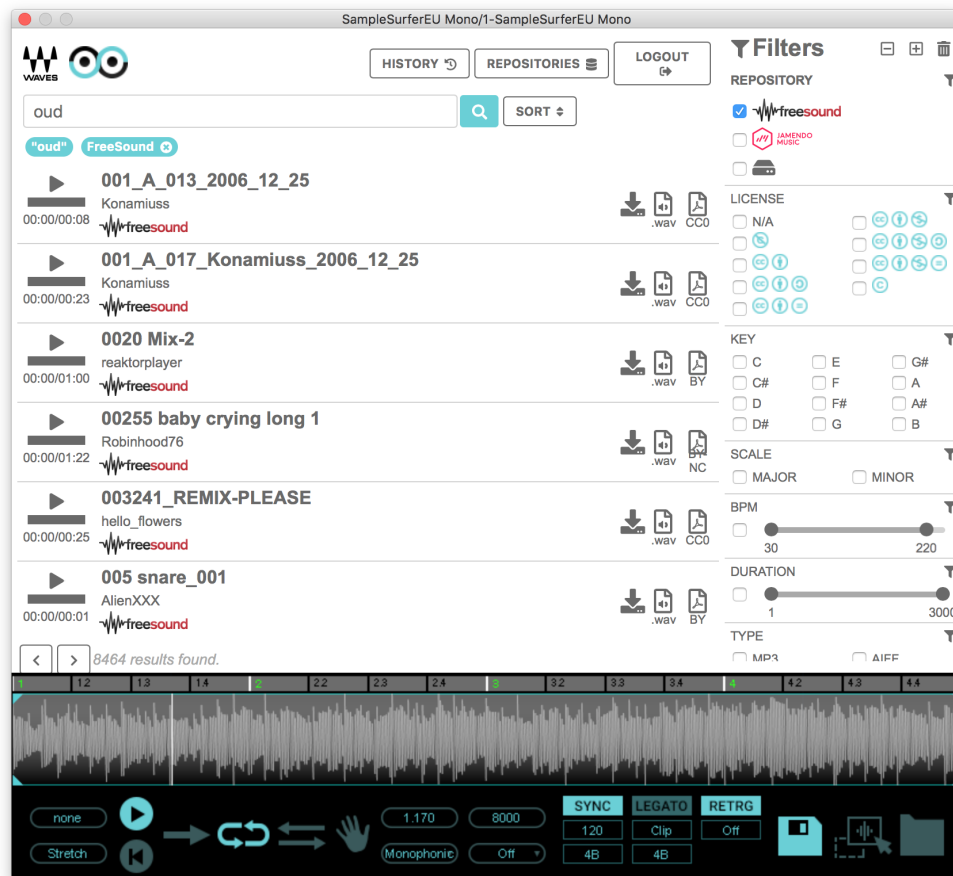 SampleSurferEU Mono/1-SampleSurferEU Mono
WAVES
HISTORY
REPOSITORIES
LOGOUT
oud
SORT
"oud"
FreeSound
001_A_013_2006_12_25
Konamiuss
00:00/00:08
freesound
.wav
CC0
001_A_017_Konamiuss_2006_12_25
Konamiuss
00:00/00:23
freesound
.wav
CC0
0020 Mix-2
reaktorplayer
00:00/01:00
freesound
.wav
BY
00255 baby crying long 1
Robinhood76
00:00/01:22
freesound
.wav
BY
NC
003241_REMIX-PLEASE
hello_flowers
00:00/00:25
freesound
.wav
CC0
005 snare_001
AlienXXX
00:00/00:01
freesound
.wav
BY
8464 results found.
Filters
REPOSITORY
freesound
JAMENDO
MUSIC
LICENSE
N/A
cc cc
cc cc
cc cc
cc C
KEY
C E G#
C# F A
D F# A#
D# G B
SCALE
MAJOR MINOR
BPM
30 220
DURATION
1 3000
TYPE
MP3 AIFF
1 1.2 1.3 1.4 2 2.2 2.3 2.4 3 3.2 3.3 3.4 4 4.2 4.3 4.4
none
Stretch
1.170 8000
Monophonic Off
SYNC LEGATO RETRG
120 Clip Off
4B 4B